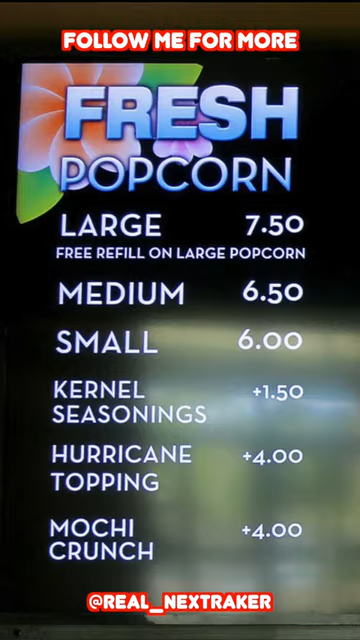 FOLLOW ME FOR MORE
FRESH
POPCORN
LARGE 7.50
FREE REFILL ON LARGE POPCORN
MEDIUM 6.50
SMALL 6.00
KERNEL SEASONINGS +1.50
HURRICANE TOPPING +4.00
MOCHI CRUNCH +4.00
@REAL_NEXTRAKER